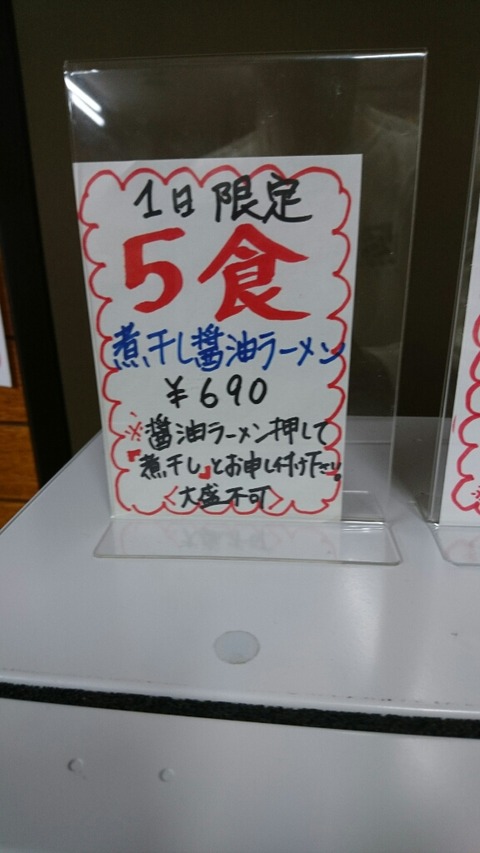 1日限定
5食
煮干し醤油ラーメン
¥690
※醤油ラーメン押して
『煮干し』とお申し付け下さい。
〈大盛不可〉